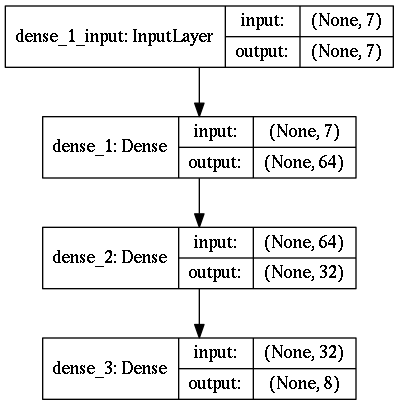 dense_1_input: InputLayer
input: (None, 7)
output: (None, 7)
dense_1: Dense
input: (None, 7)
output: (None, 64)
dense_2: Dense
input: (None, 64)
output: (None, 32)
dense_3: Dense
input: (None, 32)
output: (None, 8)